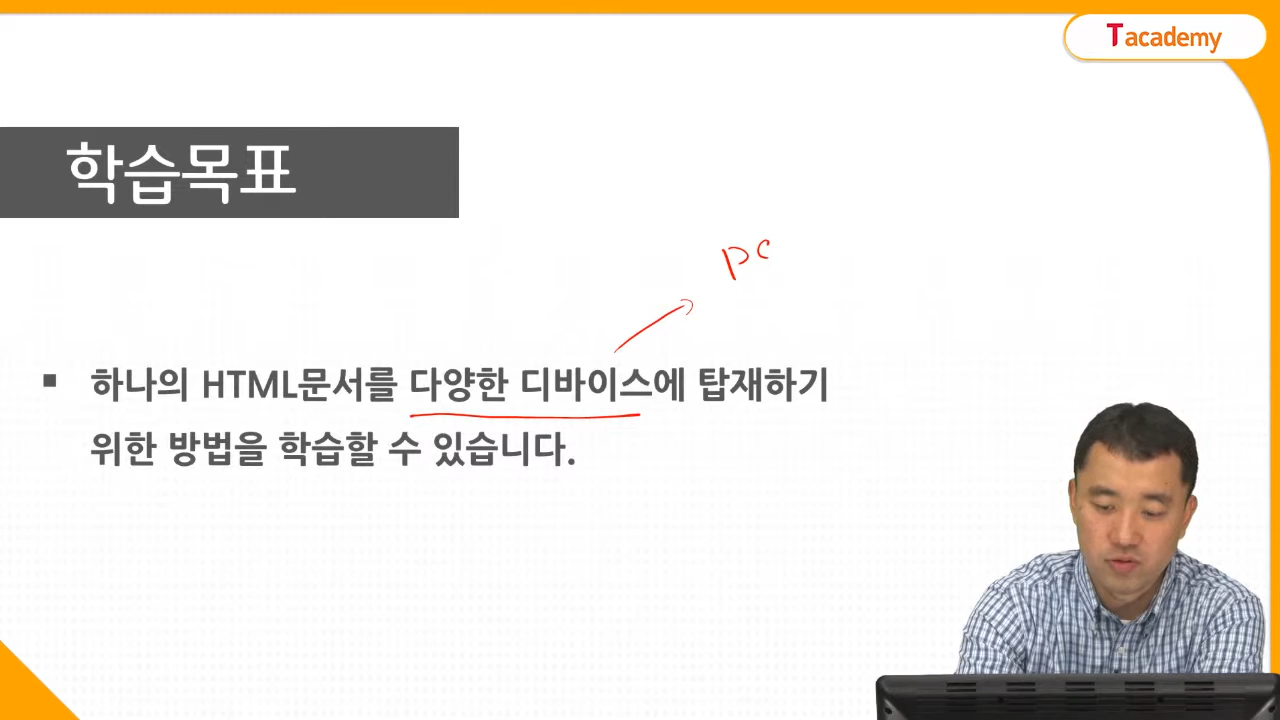 Tacademy
학습목표
pc
▪ 하나의 HTML문서를 다양한 디바이스에 탑재하기
위한 방법을 학습할 수 있습니다.